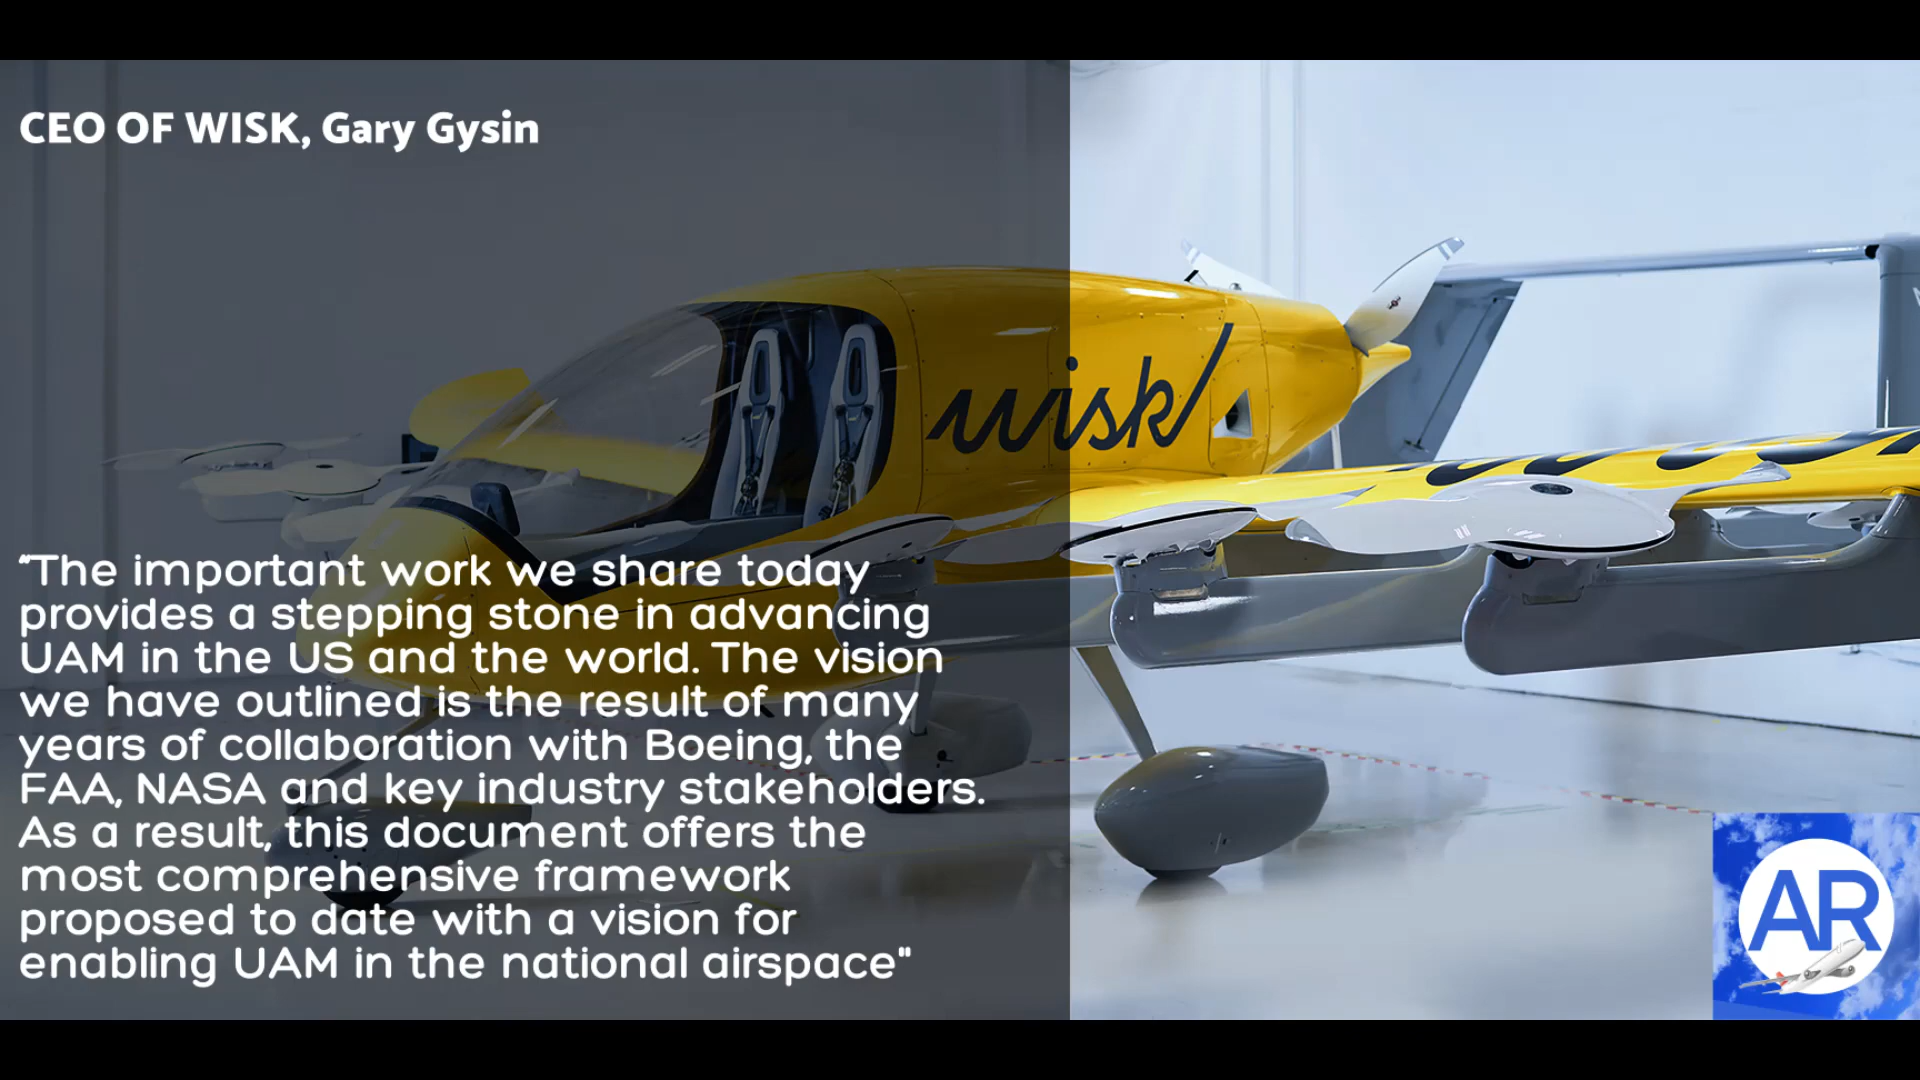 CEO OF WISK, Gary Gysin
wisk
“The important work we share today
provides a stepping stone in advancing
UAM in the US and the world. The vision
we have outlined is the result of many
years of collaboration with Boeing, the
FAA, NASA and key industry stakeholders.
As a result, this document offers the
most comprehensive framework
proposed to date with a vision for
enabling UAM in the national airspace"
AR